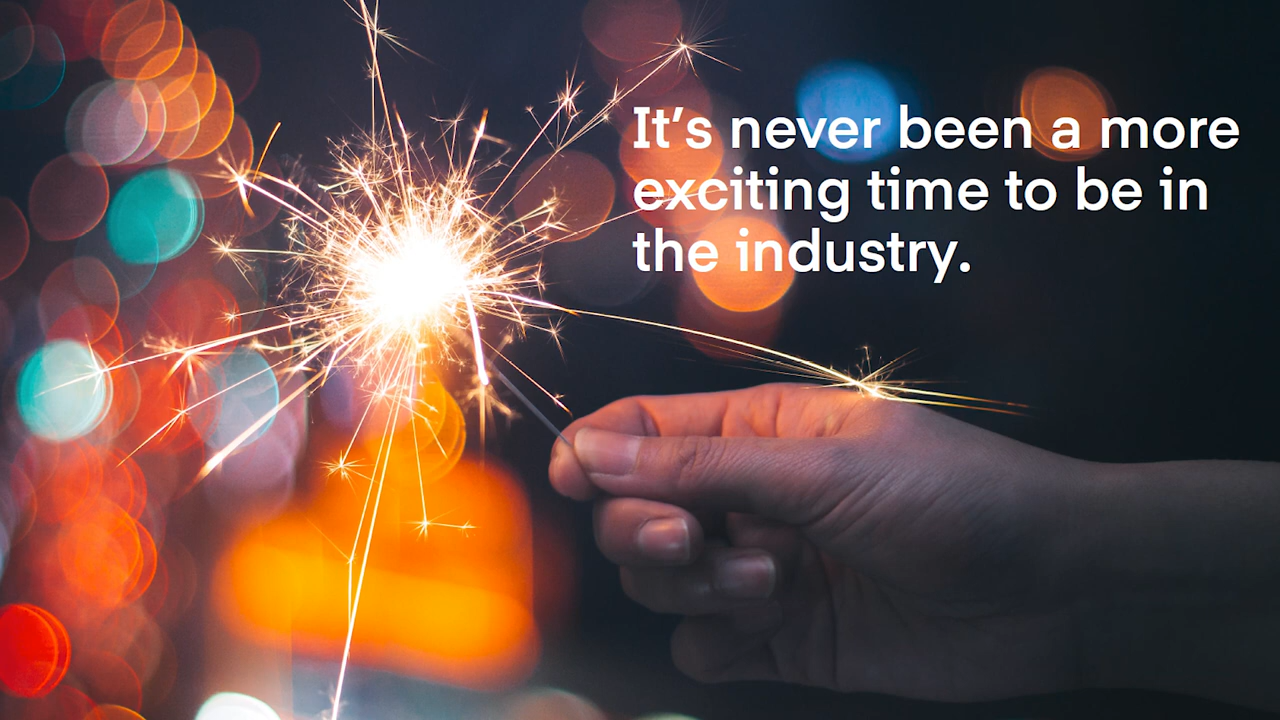 It’s never been a more
exciting time to be in
the industry.